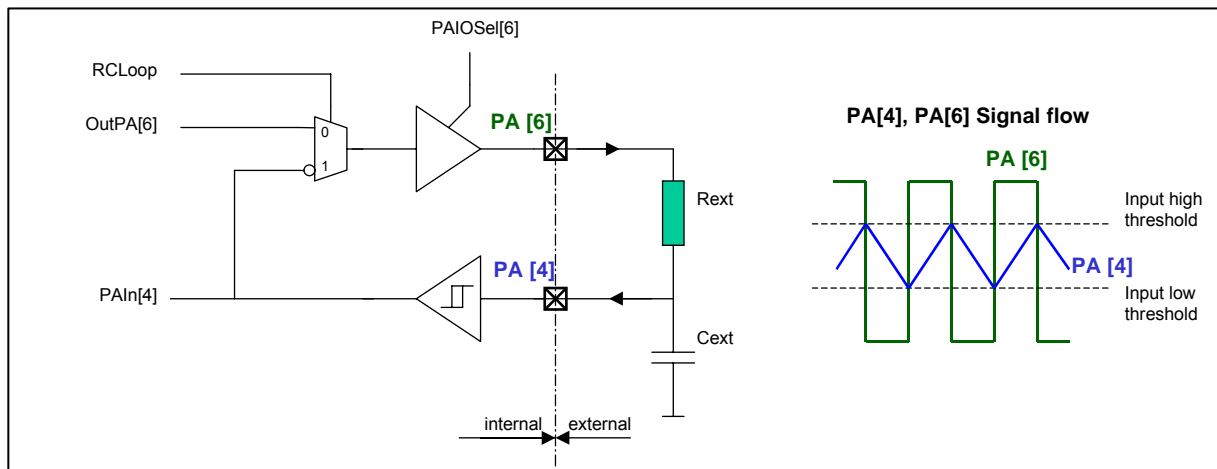 PAIOSel[6]
RCLoop
OutPA[6]
0
1
PA [6]
Rext
PAIn[4]
PA [4]
Cext
internal
external
PA[4], PA[6] Signal flow
PA [6]
Input high
threshold
PA [4]
Input low
threshold